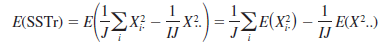 E(SSTr) = E(1/J ∑_i X_i·^2 − 1/IJ X^2··) = 1/J ∑_i E(X_i·^2) − 1/IJ E(X^2··)